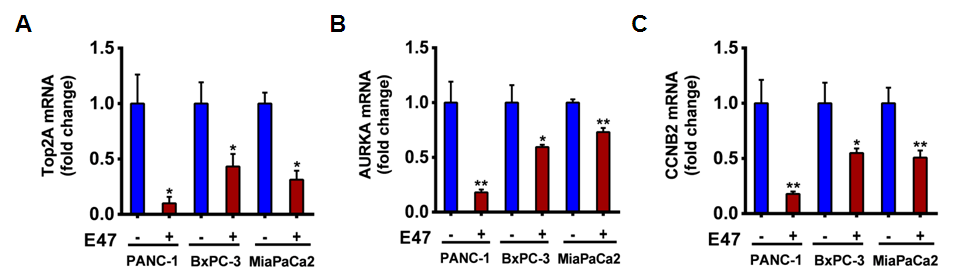 A
Top2A mRNA
(fold change)
1.5
1.0
0.5
0.0
* * *
E47 - + - + - +
PANC-1 BxPC-3 MiaPaCa2
B
AURKA mRNA
(fold change)
1.5
1.0
0.5
0.0
** * **
E47 - + - + - +
PANC-1 BxPC-3 MiaPaCa2
C
CCNB2 mRNA
(fold change)
1.5
1.0
0.5
0.0
** * **
E47 - + - + - +
PANC-1 BxPC-3 MiaPaCa2